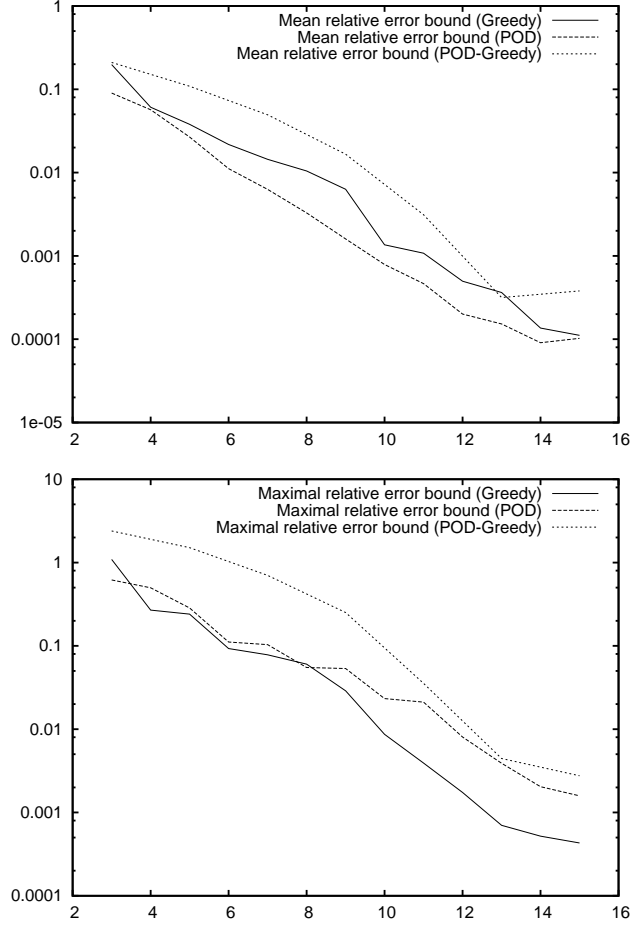 1
0.1
0.01
0.001
0.0001
1e-05
2 4 6 8 10 12 14 16
Mean relative error bound (Greedy)
Mean relative error bound (POD)
Mean relative error bound (POD-Greedy)
10
1
0.1
0.01
0.001
0.0001
2 4 6 8 10 12 14 16
Maximal relative error bound (Greedy)
Maximal relative error bound (POD)
Maximal relative error bound (POD-Greedy)